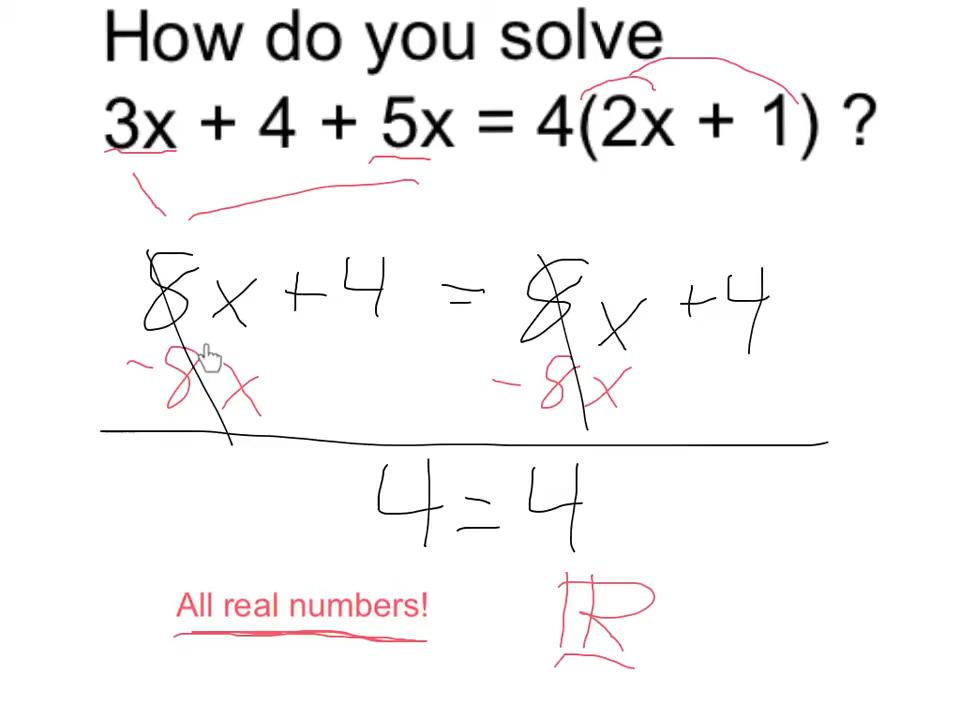 How do you solve
3x + 4 + 5x = 4(2x + 1) ?
8x + 4 = 8x + 4
- 8x - 8x
4 = 4
All real numbers! ℝ